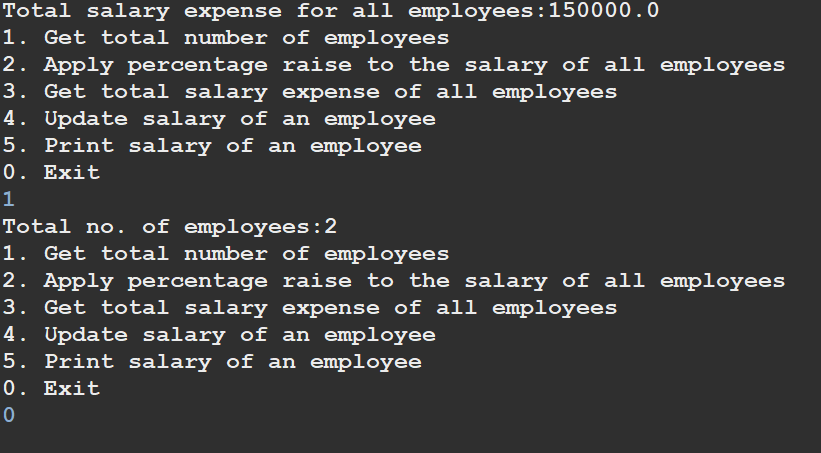 Total salary expense for all employees:150000.0
1. Get total number of employees
2. Apply percentage raise to the salary of all employees
3. Get total salary expense of all employees
4. Update salary of an employee
5. Print salary of an employee
0. Exit
1
Total no. of employees:2
1. Get total number of employees
2. Apply percentage raise to the salary of all employees
3. Get total salary expense of all employees
4. Update salary of an employee
5. Print salary of an employee
0. Exit
0